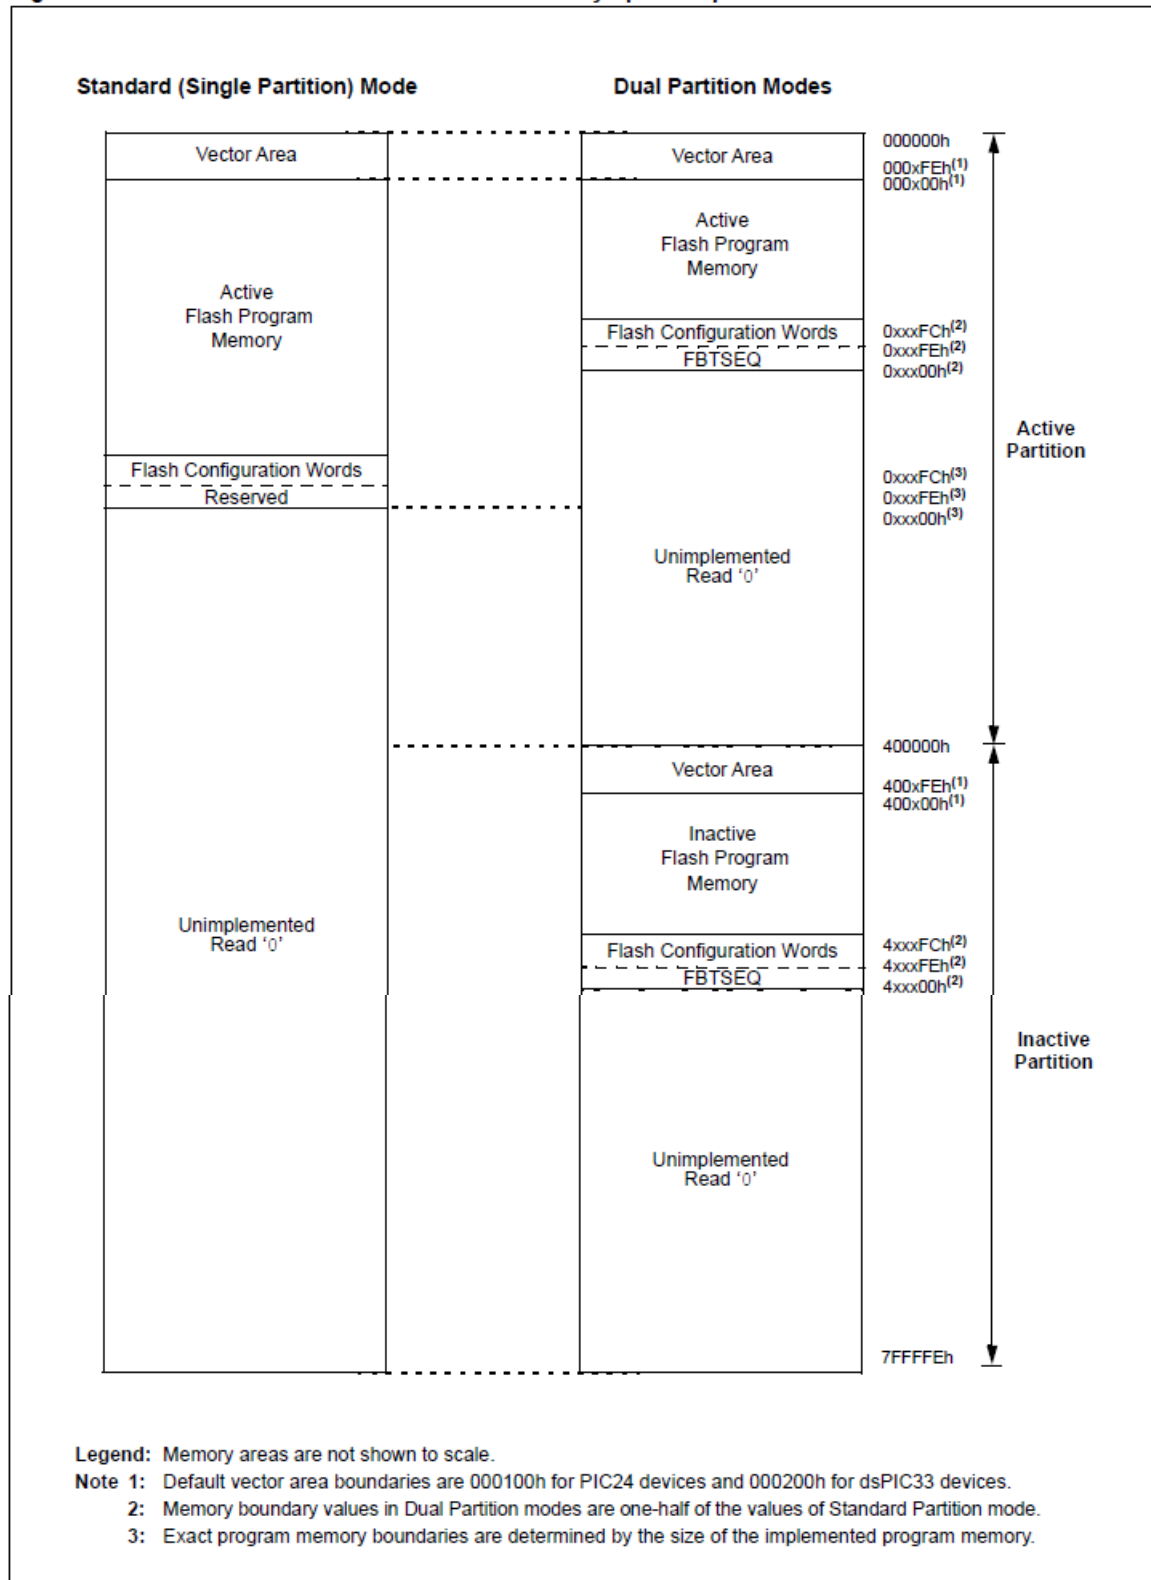 Standard (Single Partition) Mode
Dual Partition Modes
Vector Area
Active
Flash Program
Memory
Flash Configuration Words
Reserved
Unimplemented
Read ‘0’
Vector Area
Active
Flash Program
Memory
Flash Configuration Words
FBTSEQ
Unimplemented
Read ‘0’
Vector Area
Inactive
Flash Program
Memory
Flash Configuration Words
FBTSEQ
Unimplemented
Read ‘0’
000000h
000xFEh(1)
000x00h(1)
0xxxFCh(2)
0xxxFEh(2)
0xxx00h(2)
0xxxFCh(3)
0xxxFEh(3)
0xxx00h(3)
400000h
400xFEh(1)
400x00h(1)
4xxxFCh(2)
4xxxFEh(2)
4xxx00h(2)
7FFFFEh
Active
Partition
Inactive
Partition
Legend: Memory areas are not shown to scale.
Note 1: Default vector area boundaries are 000100h for PIC24 devices and 000200h for dsPIC33 devices.
2: Memory boundary values in Dual Partition modes are one-half of the values of Standard Partition mode.
3: Exact program memory boundaries are determined by the size of the implemented program memory.